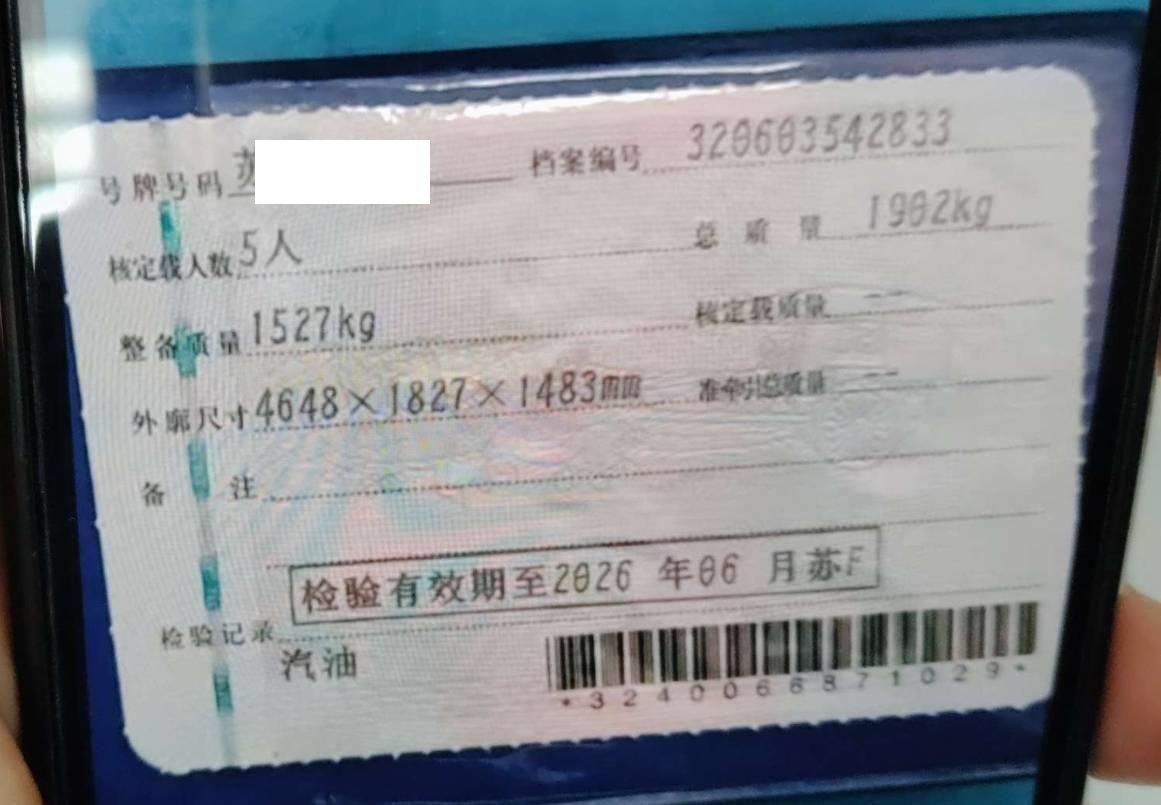 号牌号码 苏 档案编号 320603542833
核定载人数 5人 总质量 1902kg
整备质量 1527kg 核定载质量 --
外廓尺寸 4648×1827×1483mm 准牵引总质量 --
备注
检验有效期至2026年06月苏F
检验记录
汽油
*3240066871029*